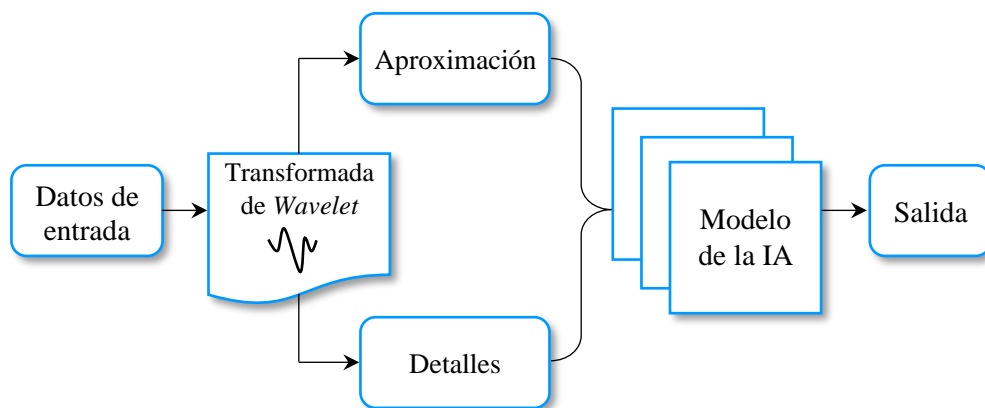 Aproximación
Datos de
entrada
Transformada
de Wavelet
Detalles
Modelo
de la IA
Salida